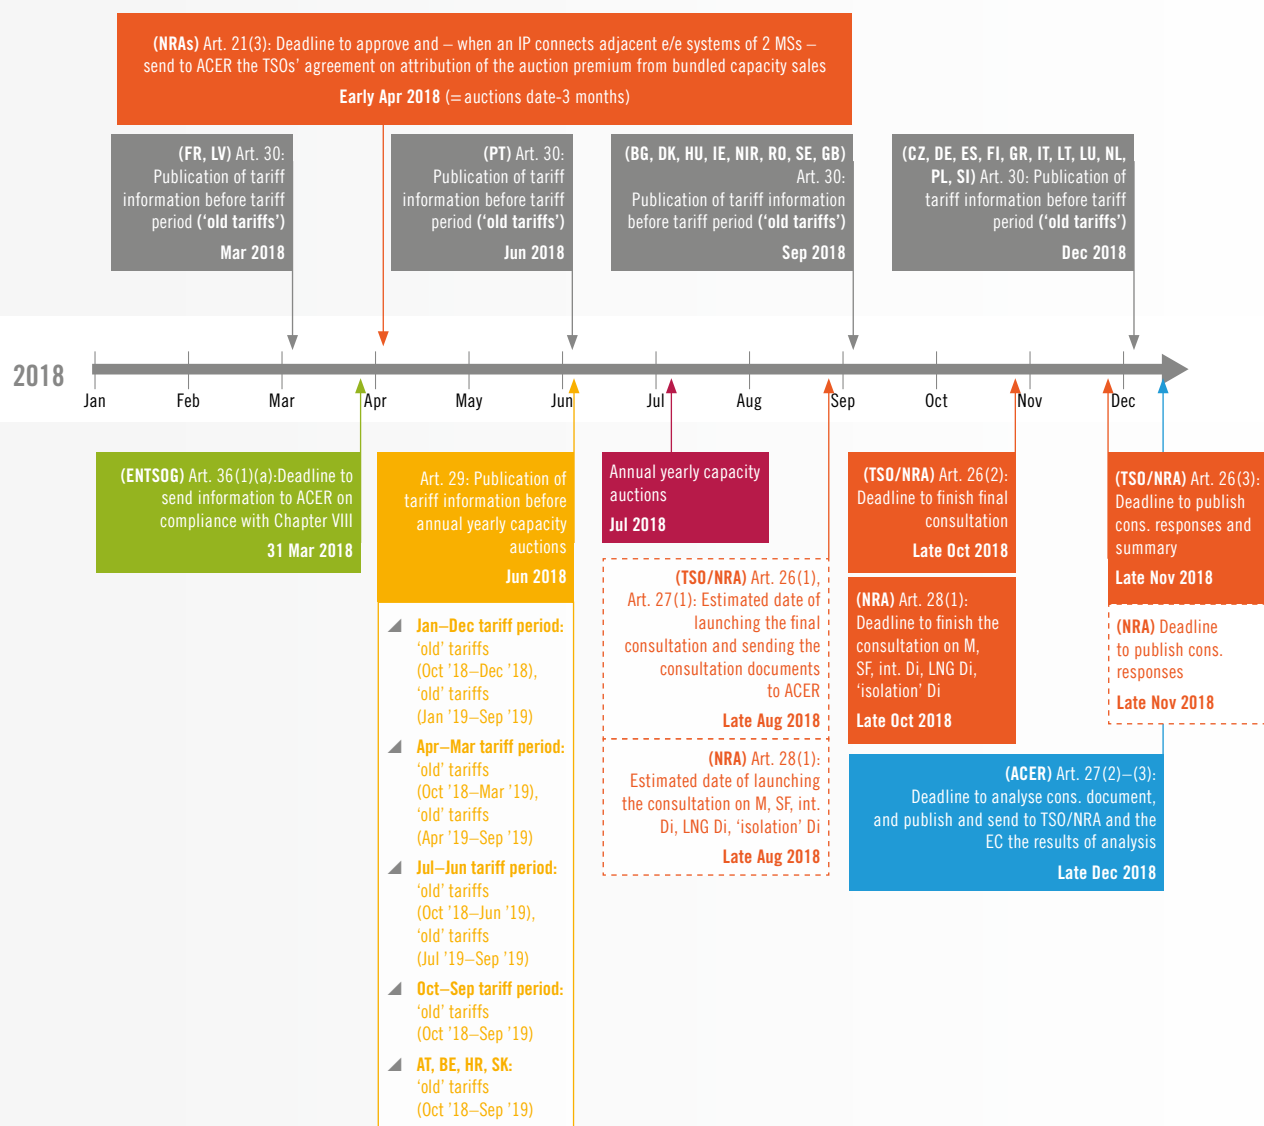 (NRAs) Art. 21(3): Deadline to approve and – when an IP connects adjacent e/e systems of 2 MSs –
send to ACER the TSOs’ agreement on attribution of the auction premium from bundled capacity sales
Early Apr 2018 (= auctions date-3 months)
(FR, LV) Art. 30:
Publication of tariff
information before tariff
period (‘old tariffs’)
Mar 2018
(PT) Art. 30:
Publication of tariff
information before tariff
period (‘old tariffs’)
Jun 2018
(BG, DK, HU, IE, NIR, RO, SE, GB)
Art. 30:
Publication of tariff information
before tariff period (‘old tariffs’)
Sep 2018
(CZ, DE, ES, FI, GR, IT, LT, LU, NL,
PL, SI) Art. 30: Publication of
tariff information before tariff
period (‘old tariffs’)
Dec 2018
2018
Jan
Feb
Mar
Apr
May
Jun
Jul
Aug
Sep
Oct
Nov
Dec
(ENTSOG) Art. 36(1)(a):Deadline to
send information to ACER on
compliance with Chapter VIII
31 Mar 2018
Art. 29: Publication of
tariff information before
annual yearly capacity
auctions
Jun 2018
Jan–Dec tariff period:
‘old’ tariffs
(Oct ’18–Dec ’18),
‘old’ tariffs
(Jan ’19–Sep ’19)
Apr–Mar tariff period:
‘old’ tariffs
(Oct ’18–Mar ’19),
‘old’ tariffs
(Apr ’19–Sep ’19)
Jul–Jun tariff period:
‘old’ tariffs
(Oct ’18–Jun ’19),
‘old’ tariffs
(Jul ’19–Sep ’19)
Oct–Sep tariff period:
‘old’ tariffs
(Oct ’18–Sep ’19)
AT, BE, HR, SK:
‘old’ tariffs
(Oct ’18–Sep ’19)
Annual yearly capacity
auctions
Jul 2018
(TSO/NRA) Art. 26(1),
Art. 27(1): Estimated date of
launching the final
consultation and sending the
consultation documents
to ACER
Late Aug 2018
(NRA) Art. 28(1):
Estimated date of launching
the consultation on M, SF, int.
Di, LNG Di, ‘isolation’ Di
Late Aug 2018
(TSO/NRA) Art. 26(2):
Deadline to finish final
consultation
Late Oct 2018
(NRA) Art. 28(1):
Deadline to finish the
consultation on M,
SF, int. Di, LNG Di,
‘isolation’ Di
Late Oct 2018
(TSO/NRA) Art. 26(3):
Deadline to publish
cons. responses and
summary
Late Nov 2018
(NRA) Deadline
to publish cons.
responses
Late Nov 2018
(ACER) Art. 27(2)–(3):
Deadline to analyse cons. document,
and publish and send to TSO/NRA and the
EC the results of analysis
Late Dec 2018